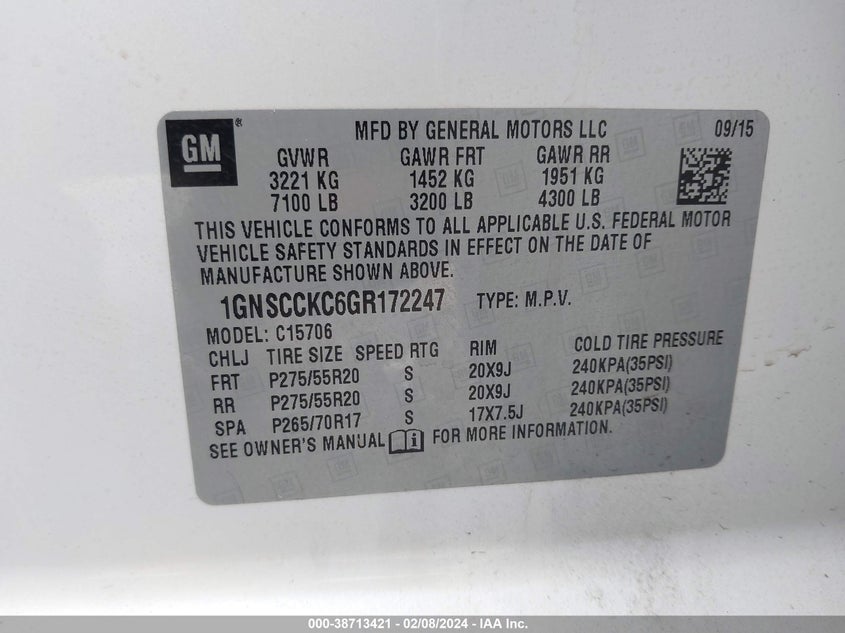 GM ® MFD BY GENERAL MOTORS LLC 09/15
GVWR GAWR FRT GAWR RR
3221 KG 1452 KG 1951 KG
7100 LB 3200 LB 4300 LB
THIS VEHICLE CONFORMS TO ALL APPLICABLE U.S. FEDERAL MOTOR
VEHICLE SAFETY STANDARDS IN EFFECT ON THE DATE OF
MANUFACTURE SHOWN ABOVE.
1GNSCCKC6GR172247 TYPE: M.P.V.
MODEL: C15706
CHLJ TIRE SIZE SPEED RTG RIM COLD TIRE PRESSURE
FRT P275/55R20 S 20X9J 240KPA(35PSI)
RR P275/55R20 S 20X9J 240KPA(35PSI)
SPA P265/70R17 S 17X7.5J 240KPA(35PSI)
SEE OWNER'S MANUAL FOR MORE INFORMATION.
000-38713421 - 02/08/2024 - IAA Inc.